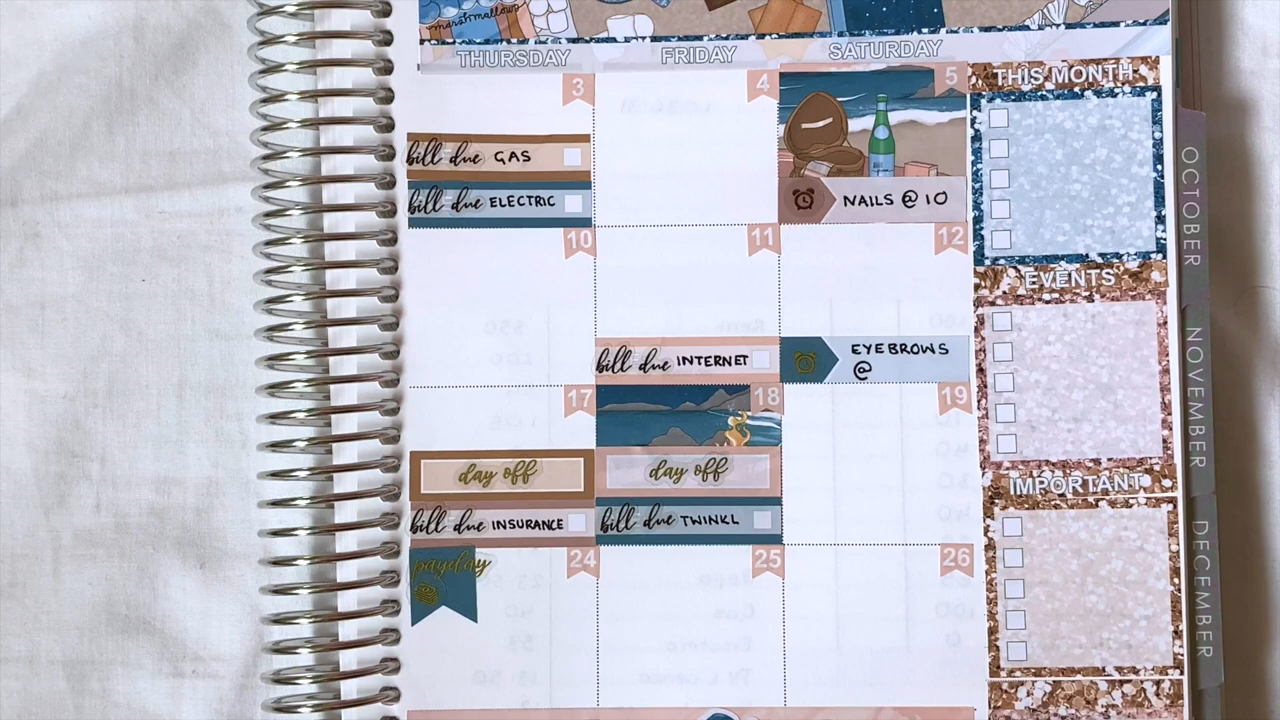 marshmallows
THURSDAY
FRIDAY
SATURDAY
THIS MONTH
3
4
5
bill due GAS
bill due ELECTRIC
NAILS @ 10
10
11
12
EVENTS
bill due INTERNET
EYEBROWS
@
17
18
19
day off
day off
IMPORTANT
bill due INSURANCE
bill due TWINKL
payday
24
25
26
OCTOBER
NOVEMBER
DECEMBER